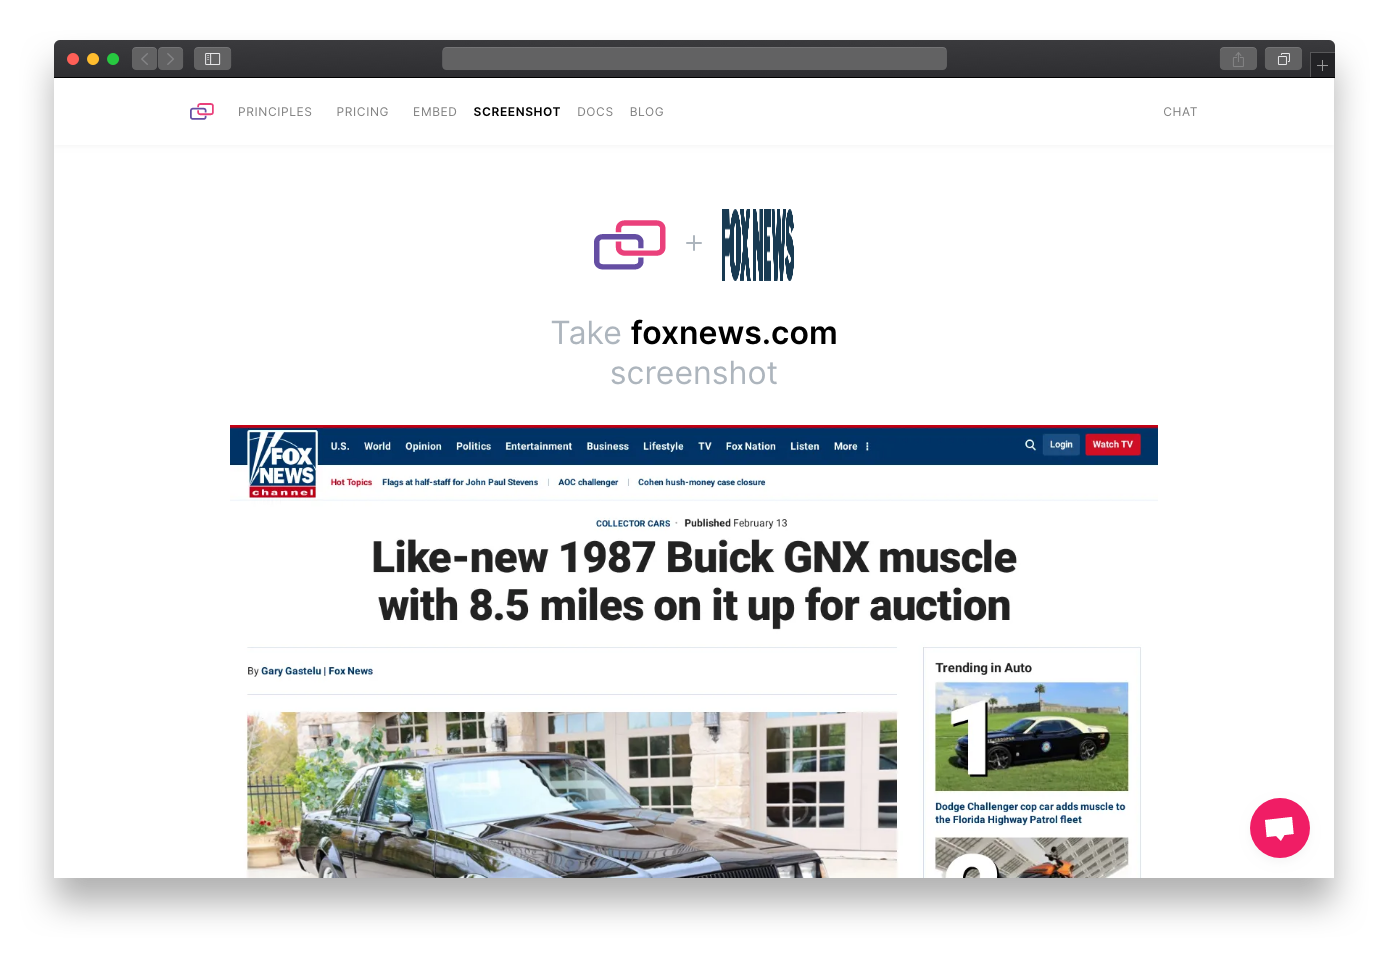 PRINCIPLES PRICING EMBED SCREENSHOT DOCS BLOG CHAT
FOX NEWS
Take foxnews.com
screenshot
FOX
NEWS
channel
U.S. World Opinion Politics Entertainment Business Lifestyle TV Fox Nation Listen More Login Watch TV
Hot Topics Flags at half-staff for John Paul Stevens | AOC challenger | Cohen hush-money case closure
COLLECTOR CARS · Published February 13
Like-new 1987 Buick GNX muscle
with 8.5 miles on it up for auction
By Gary Gastelu | Fox News
Trending in Auto
1
Dodge Challenger cop car adds muscle to
the Florida Highway Patrol fleet